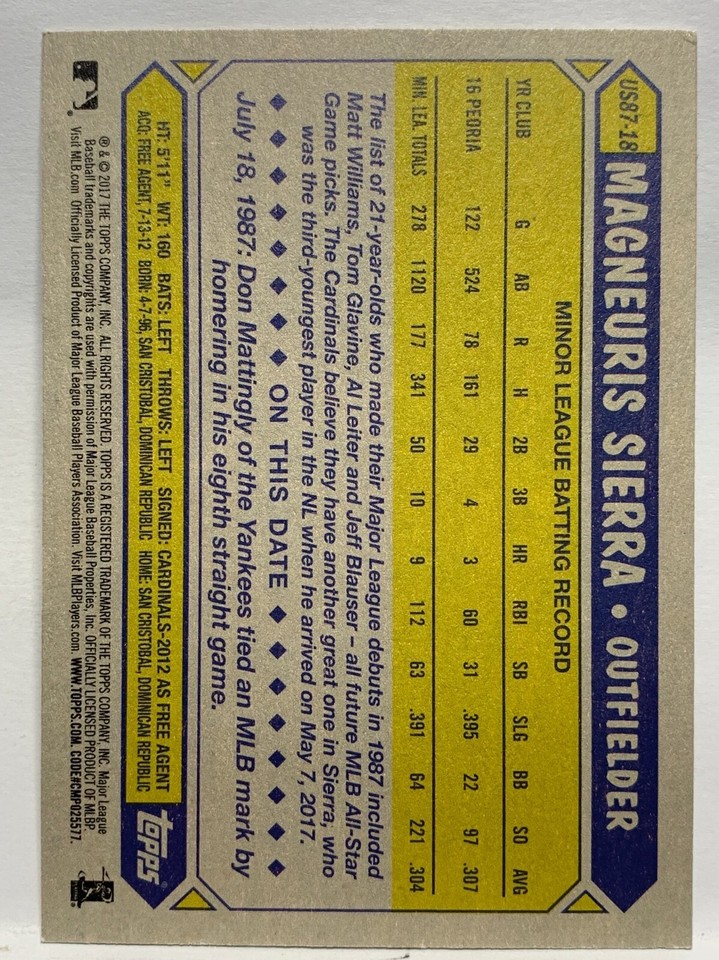 US87-18
MAGNEURIS SIERRA • OUTFIELDER
MINOR LEAGUE BATTING RECORD
YR CLUB G AB R H 2B 3B HR RBI SB SLG BB SO AVG
16 PEORIA 122 524 78 161 29 4 3 60 31 .395 22 97 .307
MIN. LEA. TOTALS 278 1120 177 341 50 10 9 112 63 .391 64 221 .304
The list of 21-year-olds who made their Major League debuts in 1987 included
Matt Williams, Tom Glavine, Al Leiter and Jeff Blauser – all future MLB All-Star
Game picks. The Cardinals believe they have another great one in Sierra, who
was the third-youngest player in the NL when he arrived on May 7, 2017.
◆ ◆ ◆ ◆ ◆ ◆ ON THIS DATE ◆ ◆ ◆ ◆ ◆ ◆
July 18, 1987: Don Mattingly of the Yankees tied an MLB mark by
homering in his eighth straight game.
HT: 5'11" WT: 160 BATS: LEFT THROWS: LEFT SIGNED: CARDINALS-2012 AS FREE AGENT
ACQ: FREE AGENT, 7-13-12 BORN: 4-7-96, SAN CRISTOBAL, DOMINICAN REPUBLIC HOME: SAN CRISTOBAL, DOMINICAN REPUBLIC
TOPPS
® & © 2017 THE TOPPS COMPANY, INC. ALL RIGHTS RESERVED. TOPPS IS A REGISTERED TRADEMARK OF THE TOPPS COMPANY, INC. Major League
Baseball trademarks and copyrights are used with permission of Major League Baseball Properties, Inc. OFFICIALLY LICENSED PRODUCT OF MLBP.
Visit MLB.com Officially Licensed Product of Major League Baseball Players Association. Visit MLBPlayers.com. WWW.TOPPS.COM. CODE#CMP025577.